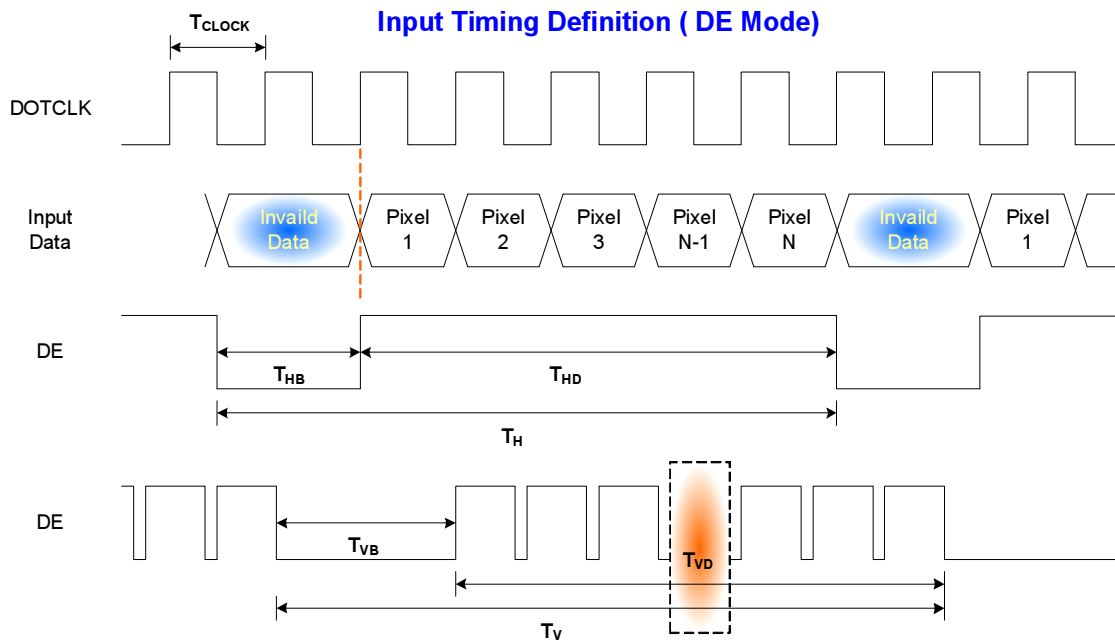 Input Timing Definition ( DE Mode)
TCLOCK
DOTCLK
Input
Data
Invaild
Data
Pixel
1
Pixel
2
Pixel
3
Pixel
N-1
Pixel
N
Invaild
Data
Pixel
1
DE
THB
THD
TH
DE
TVB
TVD
TV